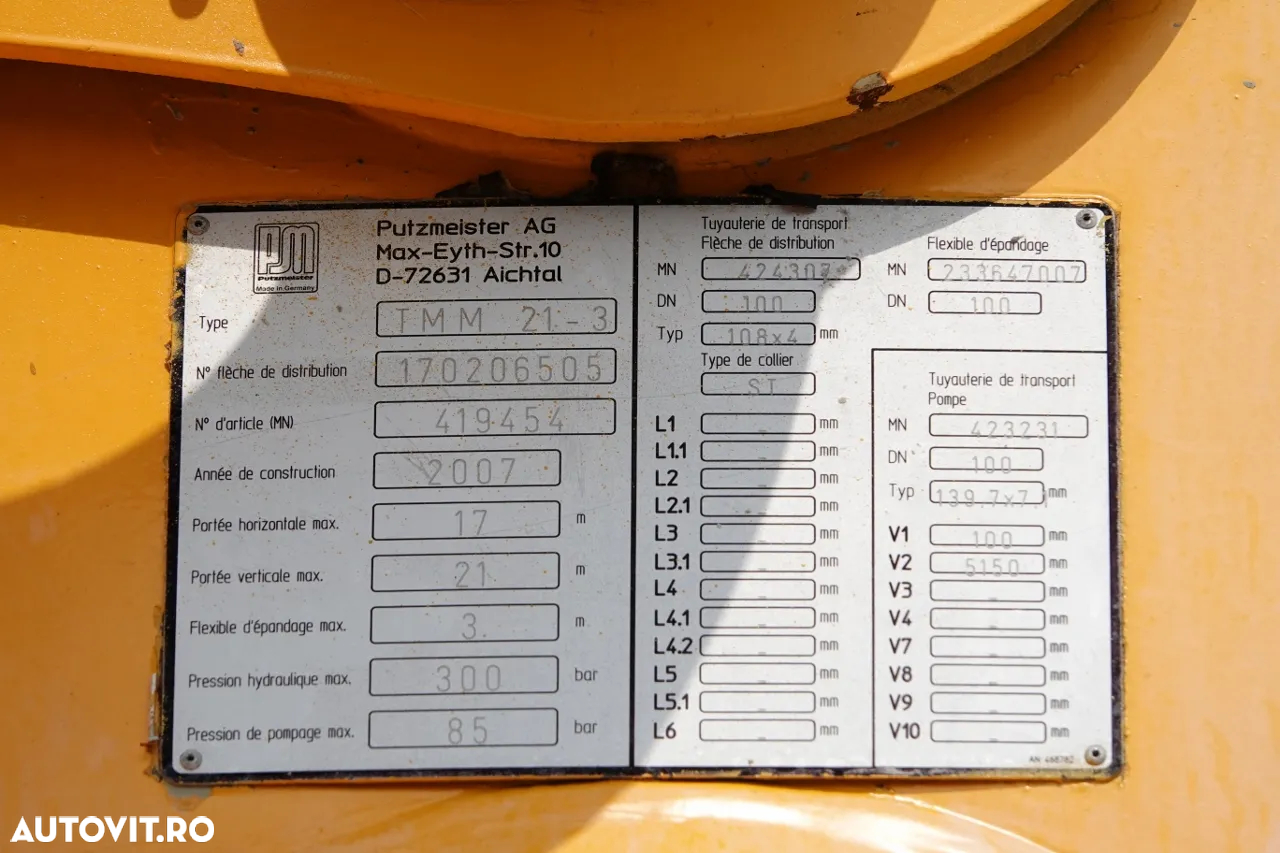 PM
Putzmeister
Made in Germany
Putzmeister AG
Max-Eyth-Str.10
D-72631 Aichtal
Type TMM 21-3
N° flèche de distribution 170206505
N° d'article (MN) 419454
Année de construction 2007
Portée horizontale max. 17 m
Portée verticale max. 21 m
Flexible d'épandage max. 3 m
Pression hydraulique max. 300 bar
Pression de pompage max. 85 bar
Tuyauterie de transport
Flèche de distribution
MN
DN 100
Typ 108x4 mm
Type de collier
ST
L1 - mm
L1.1 - mm
L2 - mm
L2.1 - mm
L3 - mm
L3.1 - mm
L4 - mm
L4.1 - mm
L4.2 - mm
L5 - mm
L5.1 - mm
L6 - mm
Flexible d'épandage
MN 233647007
DN 100
Tuyauterie de transport
Pompe
MN 423231
DN 100
Typ 139.7x7.1 mm
V1 100 mm
V2 5150 mm
V3 - mm
V4 - mm
V7 - mm
V8 - mm
V9 - mm
V10 - mm
AUTOVIT.RO